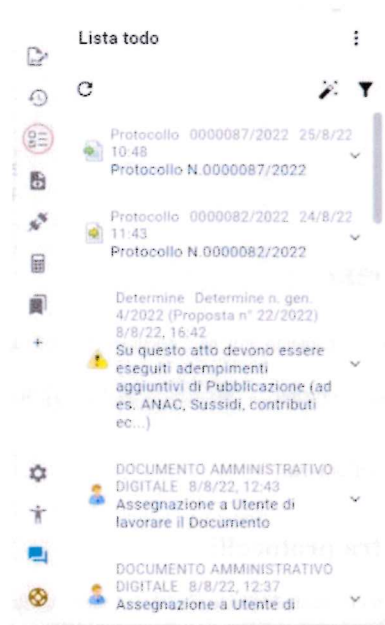 Lista todo
Protocollo 0000087/2022 25/8/22
10:48
Protocollo N.0000087/2022
Protocollo 0000082/2022 24/8/22
11:43
Protocollo N.0000082/2022
Determine Determine n. gen.
4/2022 (Proposta n° 22/2022)
8/8/22, 16:42
Su questo atto devono essere
eseguiti adempimenti
aggiuntivi di Pubblicazione (ad
es. ANAC, Sussidi, contributi
ec...)
DOCUMENTO AMMINISTRATIVO
DIGITALE 8/8/22, 12:43
Assegnazione a Utente di
lavorare il Documento
DOCUMENTO AMMINISTRATIVO
DIGITALE 8/8/22, 12:37
Assegnazione a Utente di